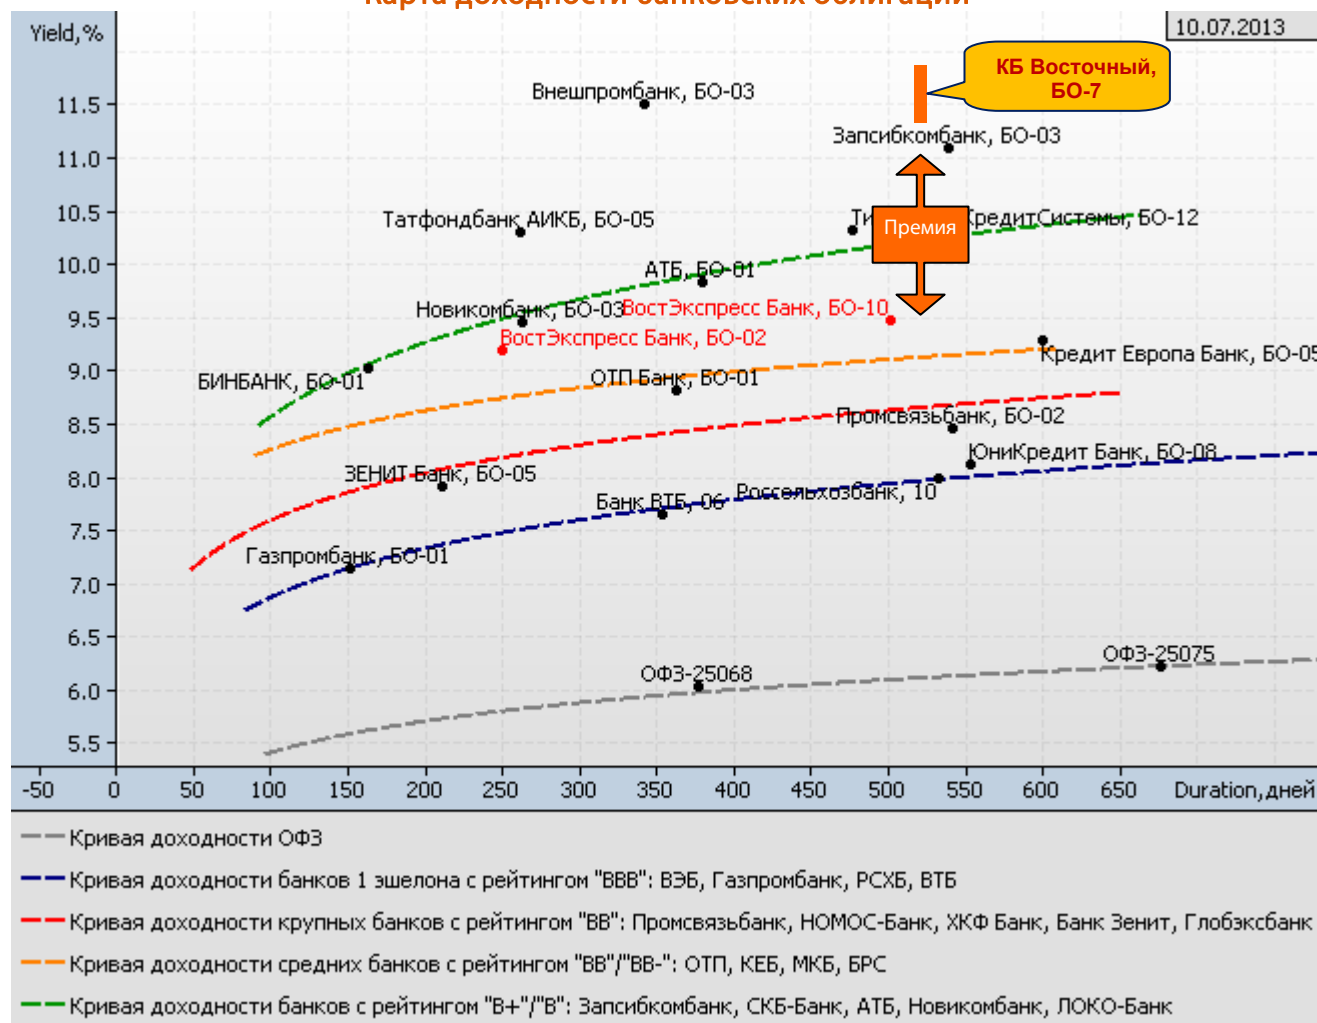 Карта доходности банковских облигаций
Yield,%
10.07.2013
КБ Восточный,
БО-7
11.5
11.0
10.5
10.0
9.5
9.0
8.5
8.0
7.5
7.0
6.5
6.0
5.5
Внешпромбанк, БО-03
Запсибкомбанк, БО-03
Татфондбанк АИКБ, БО-05
КредитСистемы, БО-12
Премия
АТБ, БО-01
Новикомбанк, БО-03
ВостЭкспресс Банк, БО-10
ВостЭкспресс Банк, БО-02
Кредит Европа Банк, БО-05
БИНБАНК, БО-01
ОТП Банк, БО-01
Промсвязьбанк, БО-02
ЮниКредит Банк, БО-08
ЗЕНИТ Банк, БО-05
Россельхозбанк, 10
Банк ВТБ, 06
Газпромбанк, БО-01
ОФЗ-25068
ОФЗ-25075
-50 0 50 100 150 200 250 300 350 400 450 500 550 600 650 Duration,дней
Кривая доходности ОФЗ
Кривая доходности банков 1 эшелона с рейтингом "BBB": ВЭБ, Газпромбанк, РСХБ, ВТБ
Кривая доходности крупных банков с рейтингом "BB": Промсвязьбанк, НОМОС-Банк, ХКФ Банк, Банк Зенит, Глобэксбанк
Кривая доходности средних банков с рейтингом "BB"/"BB-": ОТП, КЕБ, МКБ, БРС
Кривая доходности банков с рейтингом "B+"/"B": Запсибкомбанк, СКБ-Банк, АТБ, Новикомбанк, ЛОКО-Банк